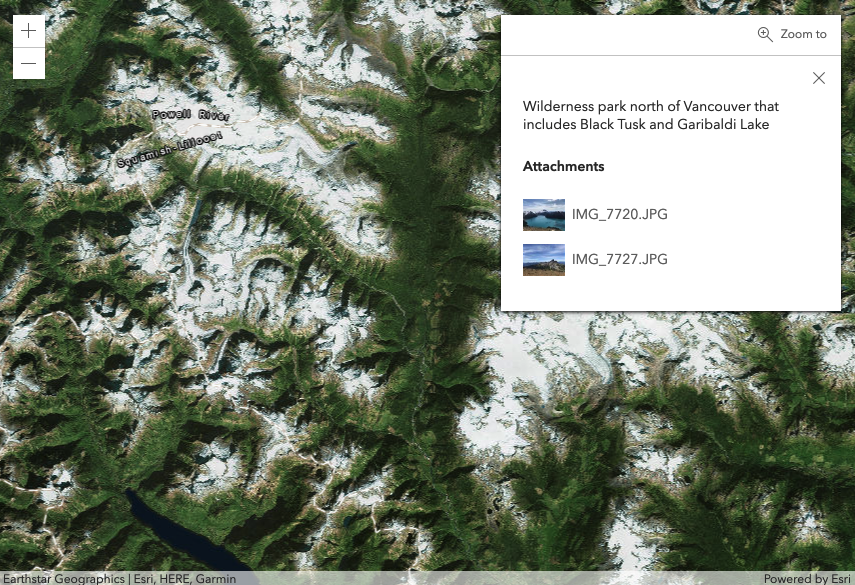 Zoom to
Wilderness park north of Vancouver that
includes Black Tusk and Garibaldi Lake
Attachments
IMG_7720.JPG
IMG_7727.JPG
Powell River
Squamish-Lillooet
Earthstar Geographics | Esri, HERE, Garmin
Powered by Esri